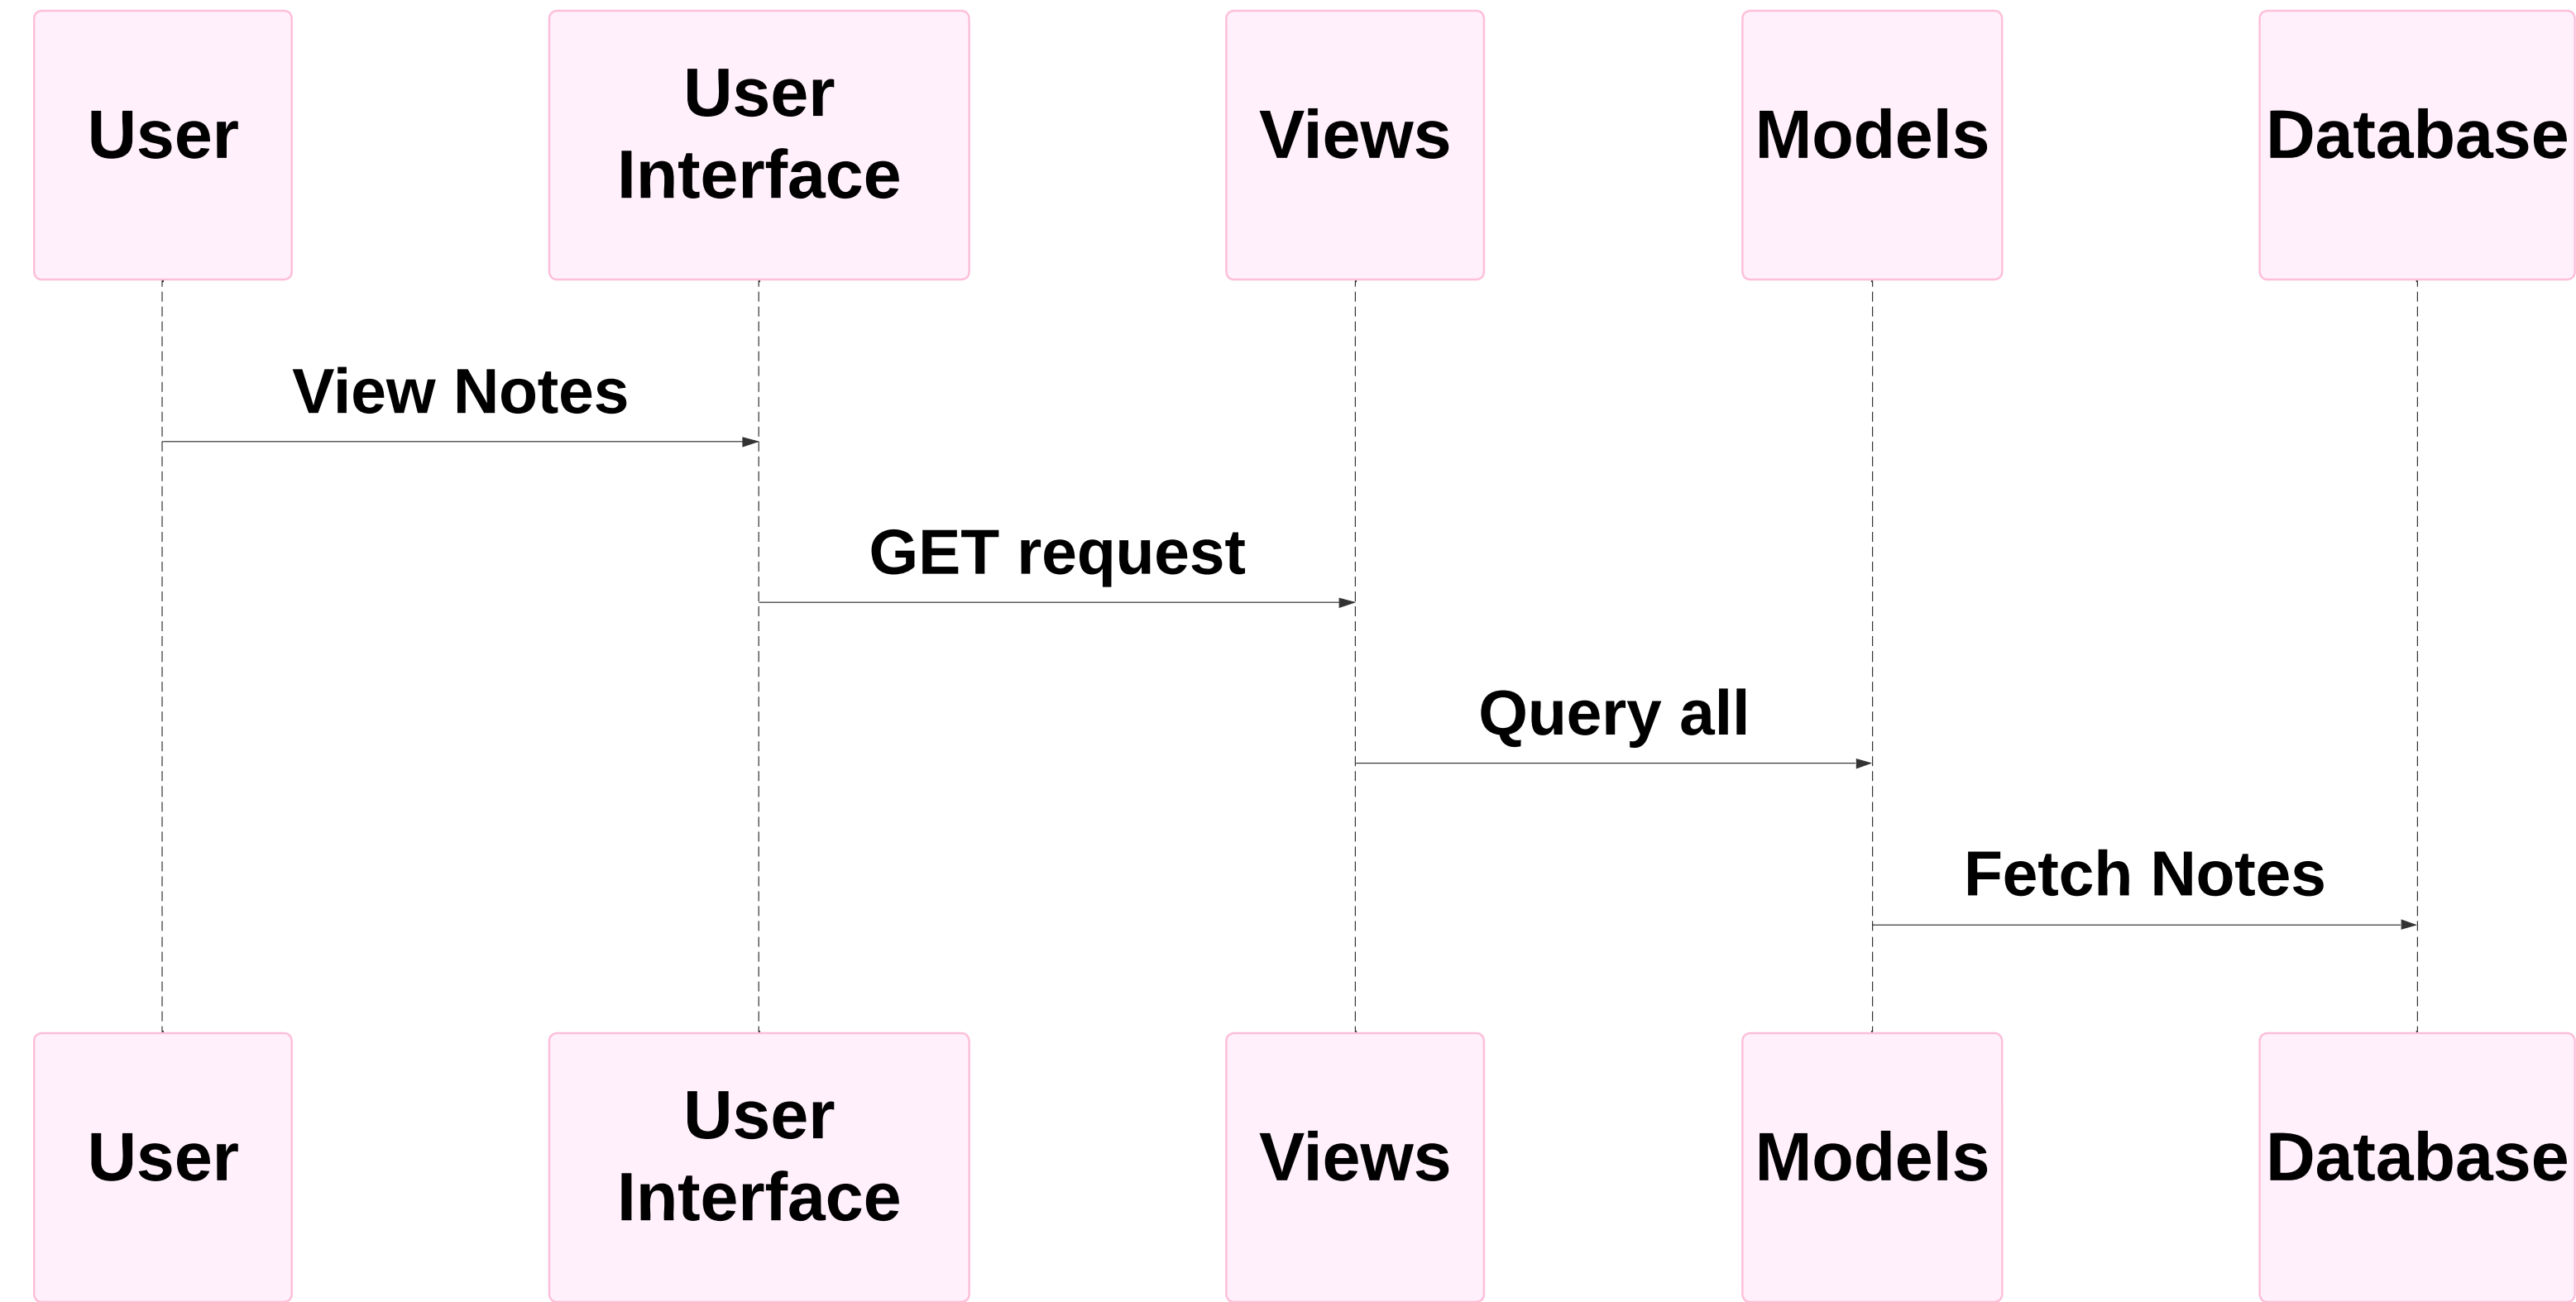 User
User
Interface
Views
Models
Database
View Notes
GET request
Query all
Fetch Notes
User
User
Interface
Views
Models
Database